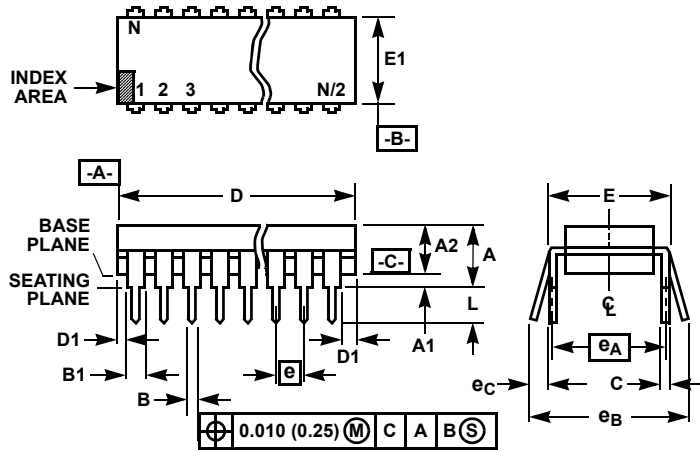 N
E1
INDEX
AREA
1 2 3 N/2
-B-
-A-
D
E
BASE
PLANE
A2
A
-C-
SEATING
PLANE
L
℄
D1
A1
D1
eA
B1
e
eC
C
B
eB
⌖ 0.010 (0.25) Ⓜ C A B Ⓢ